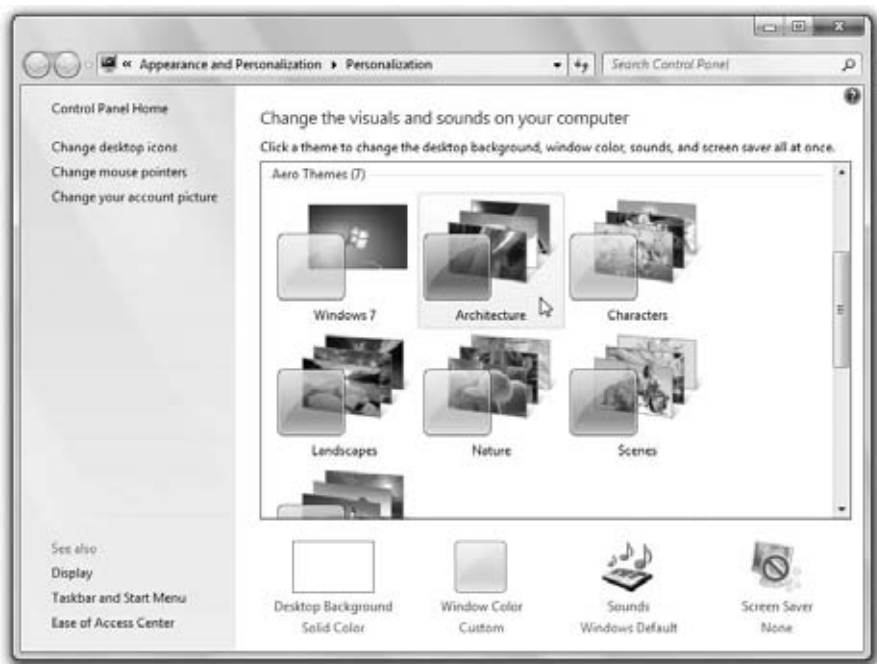 « Appearance and Personalization ▸ Personalization
Search Control Panel
Control Panel Home
Change desktop icons
Change mouse pointers
Change your account picture
Change the visuals and sounds on your computer
Click a theme to change the desktop background, window color, sounds, and screen saver all at once.
Aero Themes (7)
Windows 7
Architecture
Characters
Landscapes
Nature
Scenes
See also
Display
Taskbar and Start Menu
Ease of Access Center
Desktop Background
Solid Color
Window Color
Custom
Sounds
Windows Default
Screen Saver
None